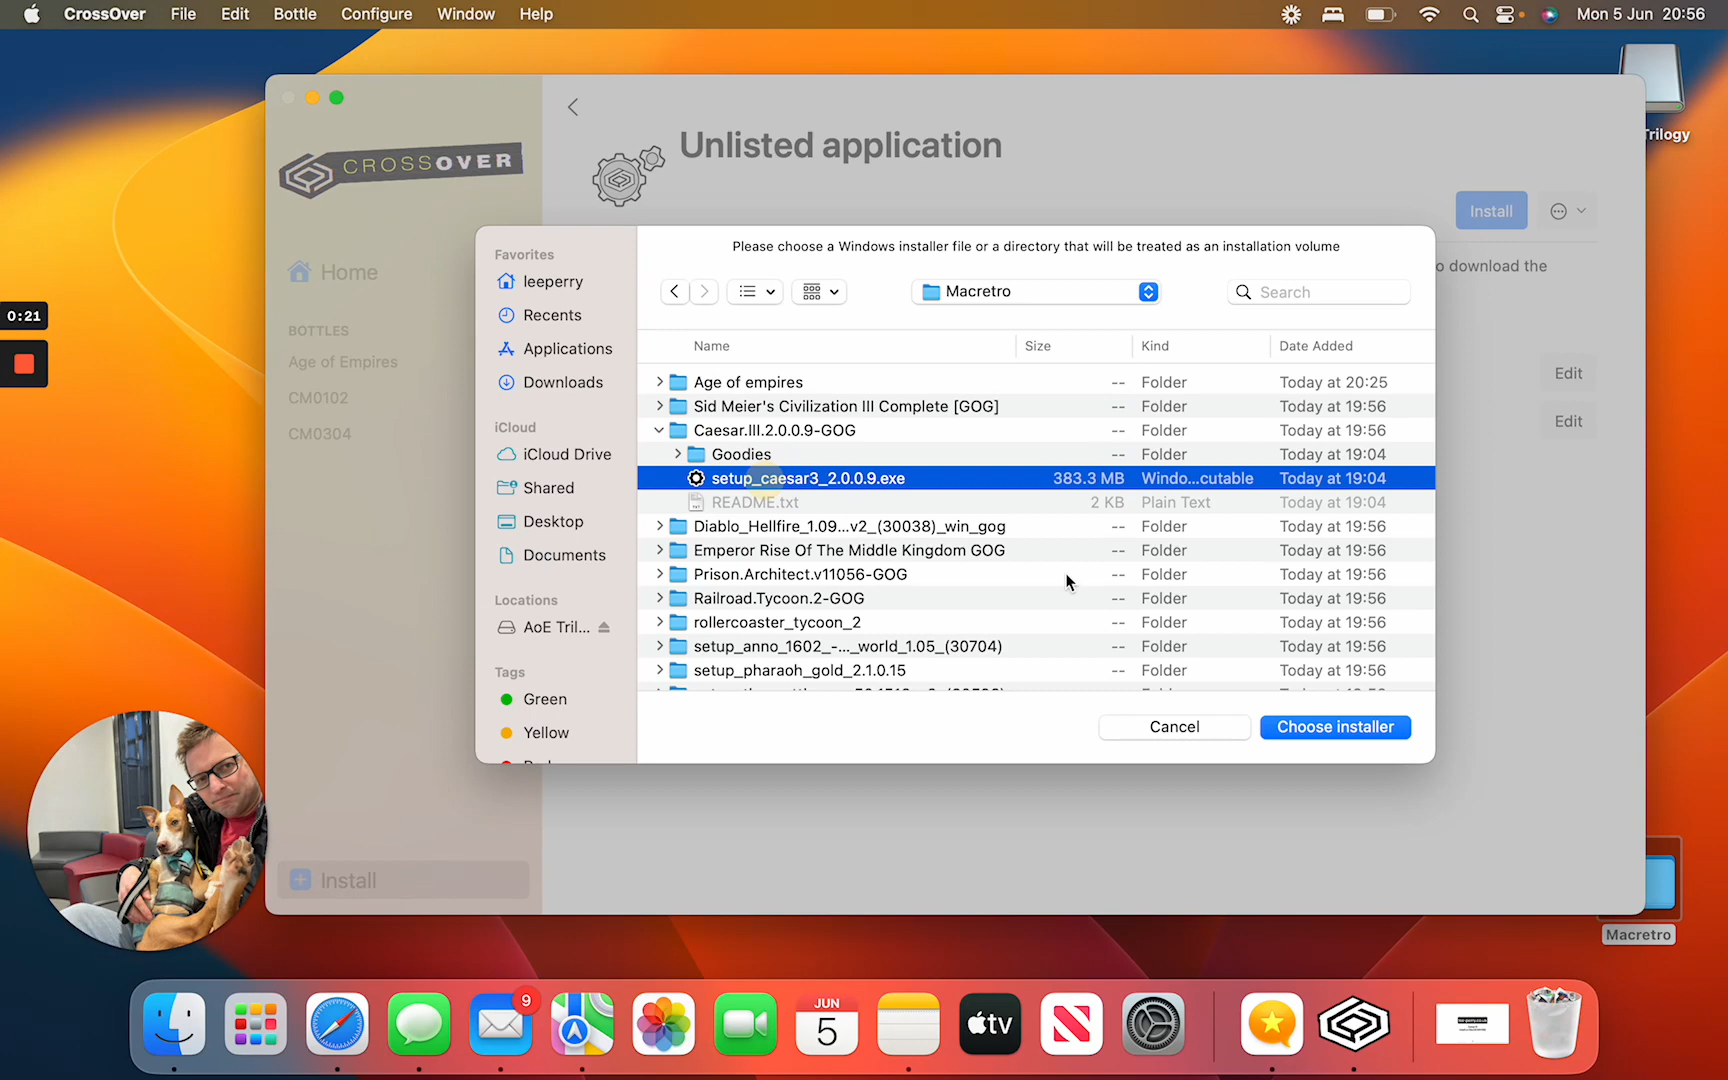 CrossOver File Edit Bottle Configure Window Help Mon 5 Jun 20:56
Trilogy
CROSSOVER
Unlisted application
Install
o download the
Home
BOTTLES
Age of Empires
CM0102
CM0304
Edit
Edit
Install
0:21
Please choose a Windows installer file or a directory that will be treated as an installation volume
Macretro
Search
Favorites
leeperry
Recents
Applications
Downloads
iCloud
iCloud Drive
Shared
Desktop
Documents
Locations
AoE Tril...
Tags
Green
Yellow
Name Size Kind Date Added
Age of empires -- Folder Today at 20:25
Sid Meier's Civilization III Complete [GOG] -- Folder Today at 19:56
Caesar.III.2.0.0.9-GOG -- Folder Today at 19:56
Goodies -- Folder Today at 19:04
setup_caesar3_2.0.0.9.exe 383.3 MB Windo...cutable Today at 19:04
README.txt 2 KB Plain Text Today at 19:04
Diablo_Hellfire_1.09...v2_(30038)_win_gog -- Folder Today at 19:56
Emperor Rise Of The Middle Kingdom GOG -- Folder Today at 19:56
Prison.Architect.v11056-GOG -- Folder Today at 19:56
Railroad.Tycoon.2-GOG -- Folder Today at 19:56
rollercoaster_tycoon_2 -- Folder Today at 19:56
setup_anno_1602_-..._world_1.05_(30704) -- Folder Today at 19:56
setup_pharaoh_gold_2.1.0.15 -- Folder Today at 19:56
Cancel
Choose installer
Macretro
9
JUN
5
tv